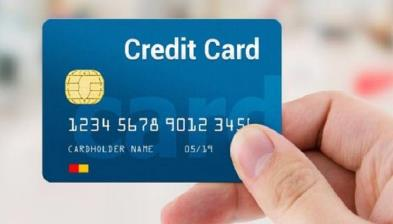 Credit Card
1234 5678 9012 345
CARDHOLDER NAME 05/19